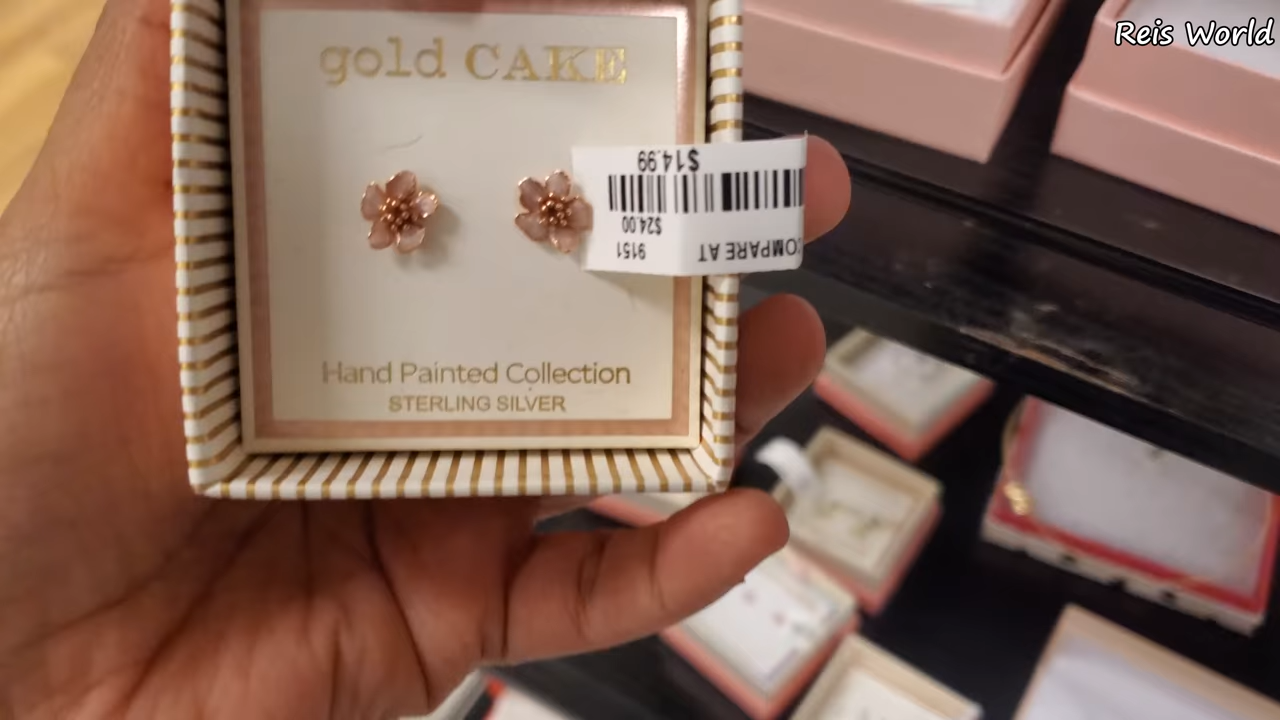 Reis World
gold CAKE
$14.99
$24.00
9151
COMPARE AT
Hand Painted Collection
STERLING SILVER